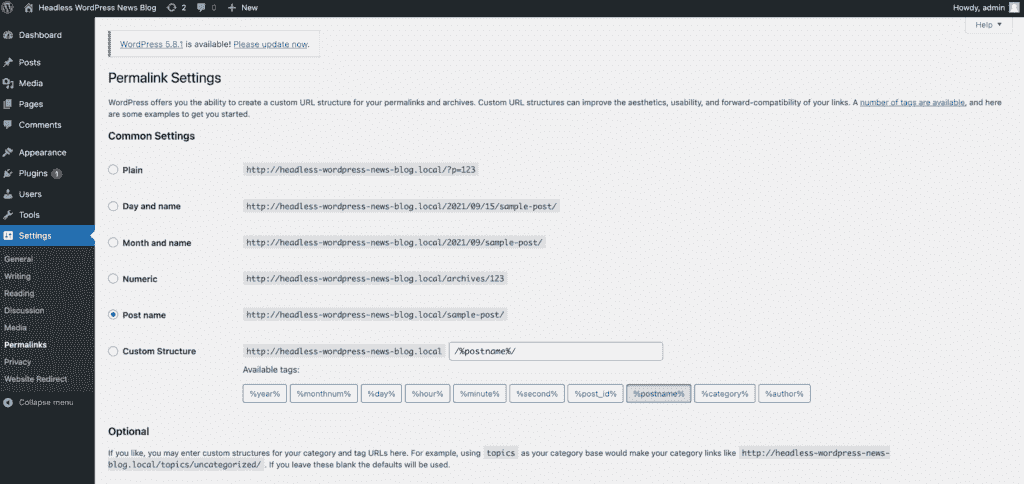 Headless WordPress News Blog 2 0 New Howdy, admin
Help
Dashboard
Posts
Media
Pages
Comments
Appearance
Plugins 1
Users
Tools
Settings
General
Writing
Reading
Discussion
Media
Permalinks
Privacy
Website Redirect
Collapse menu
WordPress 5.8.1 is available! Please update now.
Permalink Settings
WordPress offers you the ability to create a custom URL structure for your permalinks and archives. Custom URL structures can improve the aesthetics, usability, and forward-compatibility of your links. A number of tags are available, and here
are some examples to get you started.
Common Settings
Plain http://headless-wordpress-news-blog.local/?p=123
Day and name http://headless-wordpress-news-blog.local/2021/09/15/sample-post/
Month and name http://headless-wordpress-news-blog.local/2021/09/sample-post/
Numeric http://headless-wordpress-news-blog.local/archives/123
Post name http://headless-wordpress-news-blog.local/sample-post/
Custom Structure http://headless-wordpress-news-blog.local /%postname%/
Available tags:
%year% %monthnum% %day% %hour% %minute% %second% %post_id% %postname% %category% %author%
Optional
If you like, you may enter custom structures for your category and tag URLs here. For example, using topics as your category base would make your category links like http://headless-wordpress-news-
blog.local/topics/uncategorized/ . If you leave these blank the defaults will be used.